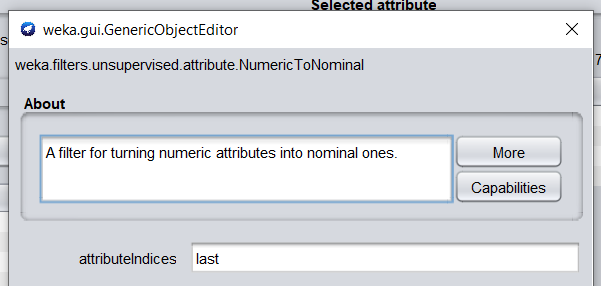 Selected attribute
weka.gui.GenericObjectEditor
weka.filters.unsupervised.attribute.NumericToNominal
About
A filter for turning numeric attributes into nominal ones.
More
Capabilities
attributeIndices last